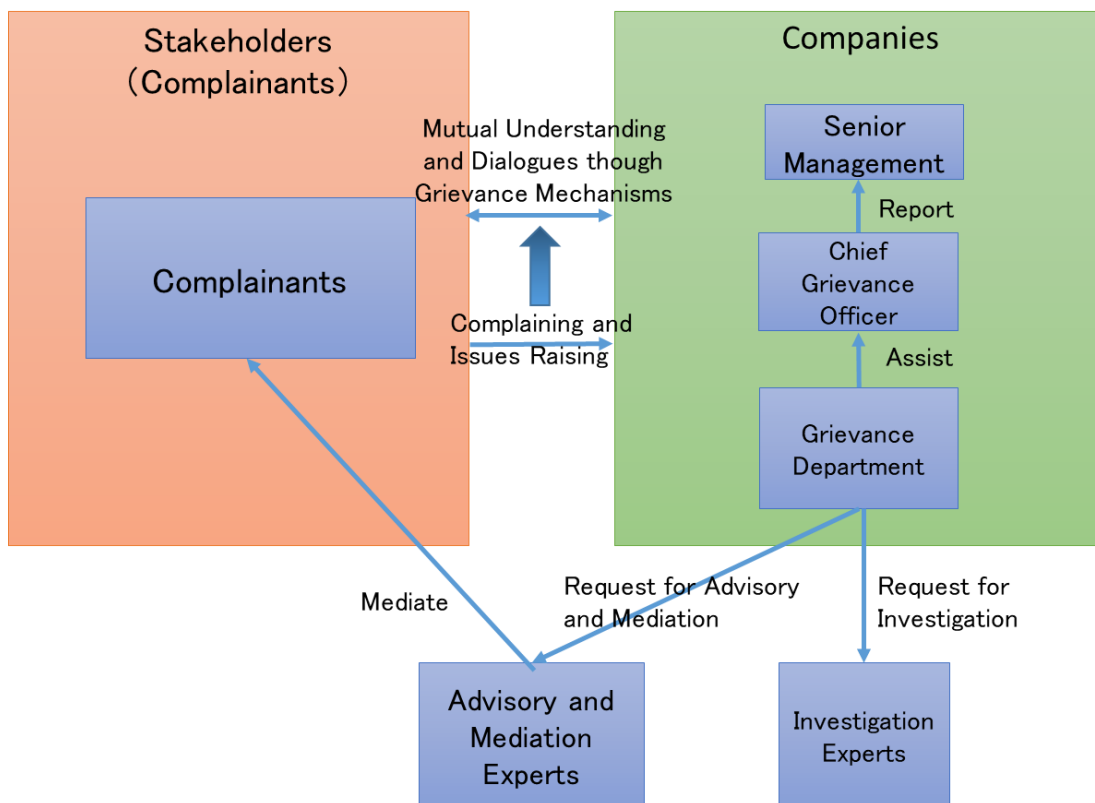 Stakeholders
（Complainants）
Complainants
Mutual Understanding
and Dialogues though
Grievance Mechanisms
Complaining and
Issues Raising
Companies
Senior
Management
Report
Chief
Grievance
Officer
Assist
Grievance
Department
Mediate
Request for Advisory
and Mediation
Request for
Investigation
Advisory and
Mediation
Experts
Investigation
Experts